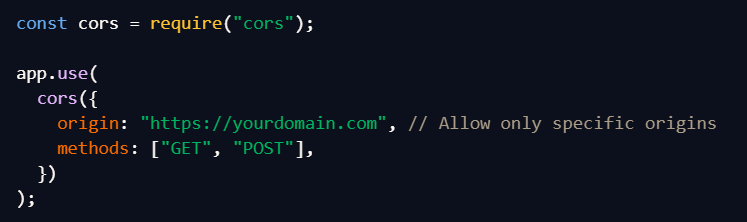 const cors = require("cors");

app.use(
  cors({
    origin: "https://yourdomain.com", // Allow only specific origins
    methods: ["GET", "POST"],
  })
);